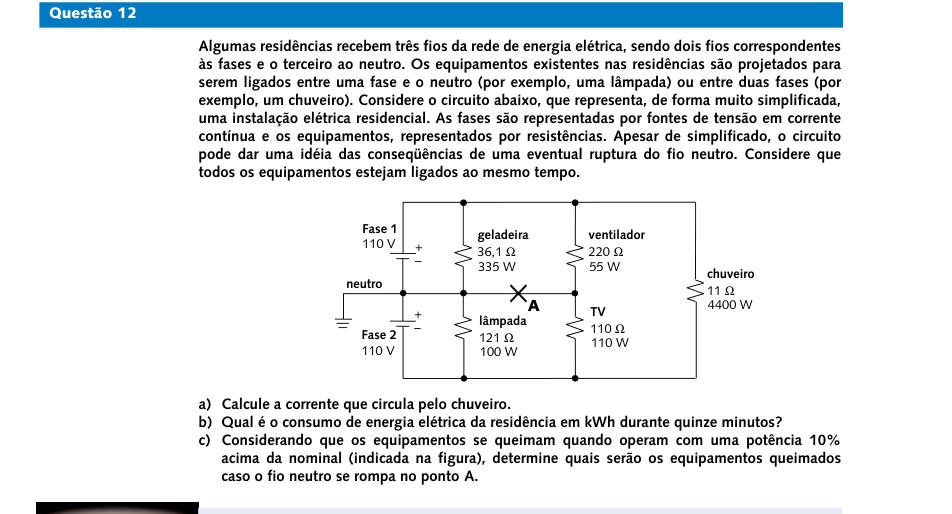 Questão 12
Algumas residências recebem três fios da rede de energia elétrica, sendo dois fios correspondentes
às fases e o terceiro ao neutro. Os equipamentos existentes nas residências são projetados para
serem ligados entre uma fase e o neutro (por exemplo, uma lâmpada) ou entre duas fases (por
exemplo, um chuveiro). Considere o circuito abaixo, que representa, de forma muito simplificada,
uma instalação elétrica residencial. As fases são representadas por fontes de tensão em corrente
contínua e os equipamentos, representados por resistências. Apesar de simplificado, o circuito
pode dar uma idéia das conseqüências de uma eventual ruptura do fio neutro. Considere que
todos os equipamentos estejam ligados ao mesmo tempo.
Fase 1
110 V
+
–
geladeira
36,1 Ω
335 W
ventilador
220 Ω
55 W
chuveiro
11 Ω
4400 W
neutro
A
Fase 2
110 V
+
–
lâmpada
121 Ω
100 W
TV
110 Ω
110 W
a) Calcule a corrente que circula pelo chuveiro.
b) Qual é o consumo de energia elétrica da residência em kWh durante quinze minutos?
c) Considerando que os equipamentos se queimam quando operam com uma potência 10%
acima da nominal (indicada na figura), determine quais serão os equipamentos queimados
caso o fio neutro se rompa no ponto A.